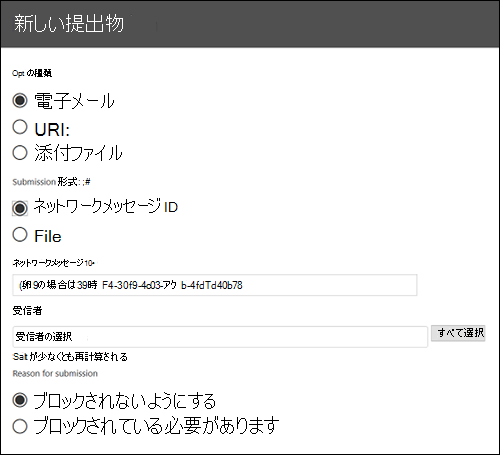 新しい提出物
Opt の種類
電子メール
URI:
添付ファイル
Submission 形式: ;#
ネットワークメッセージ ID
File
ネットワークメッセージ10•
(卵9の場合は39時 F4-30f9-4c03-アク b-4fdTd40b78
受信者
受信者の選択
すべて選択
Salt が少なくとも再計算される
Reason for submission
ブロックされないようにする
ブロックされている必要があります